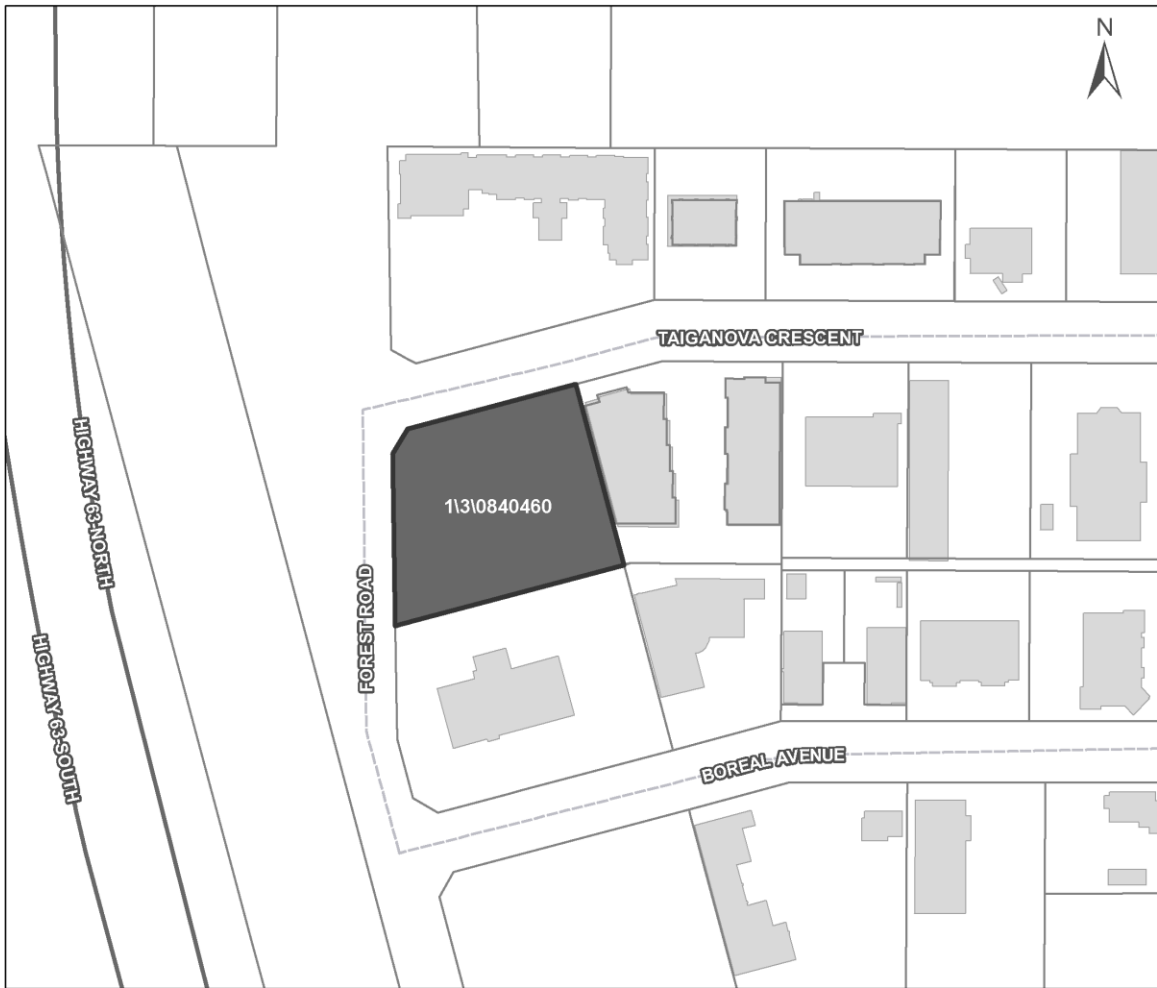 N
TAIGANOVA CRESCENT
HIGHWAY 63 NORTH
1\3\0840460
FOREST ROAD
HIGHWAY 63 SOUTH
BOREAL AVENUE